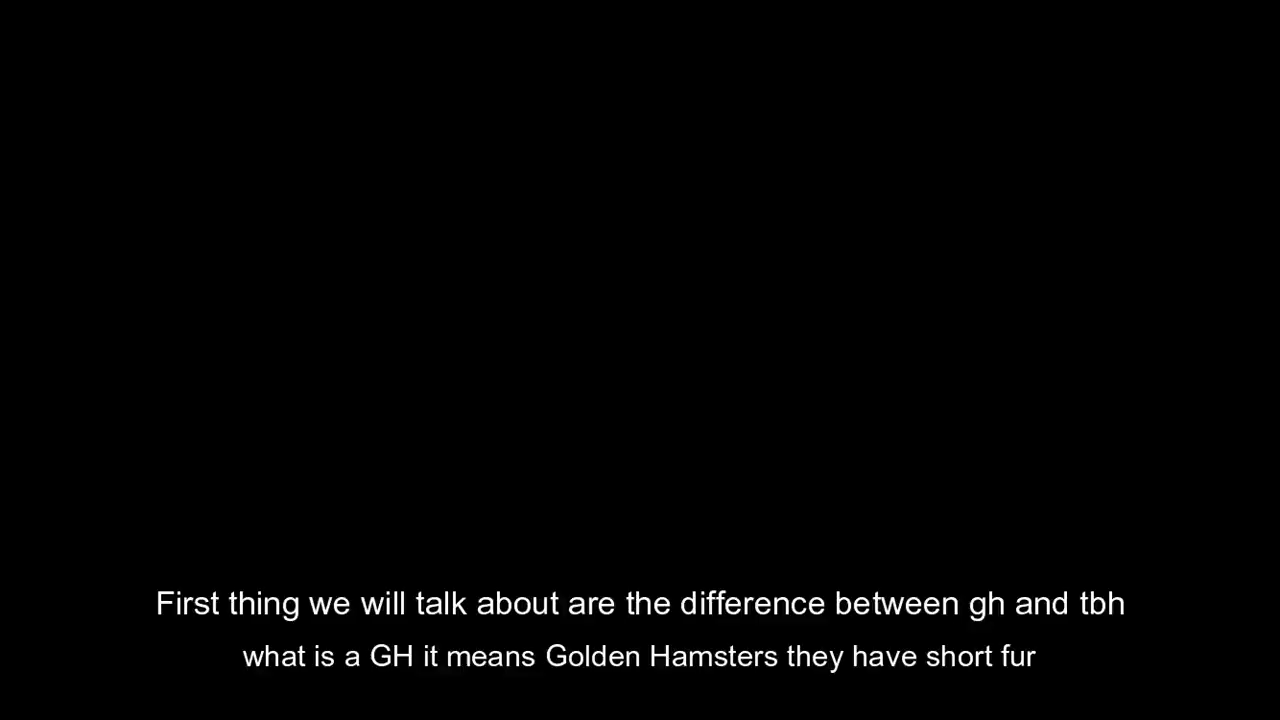 First thing we will talk about are the difference between gh and tbh
what is a GH it means Golden Hamsters they have short fur